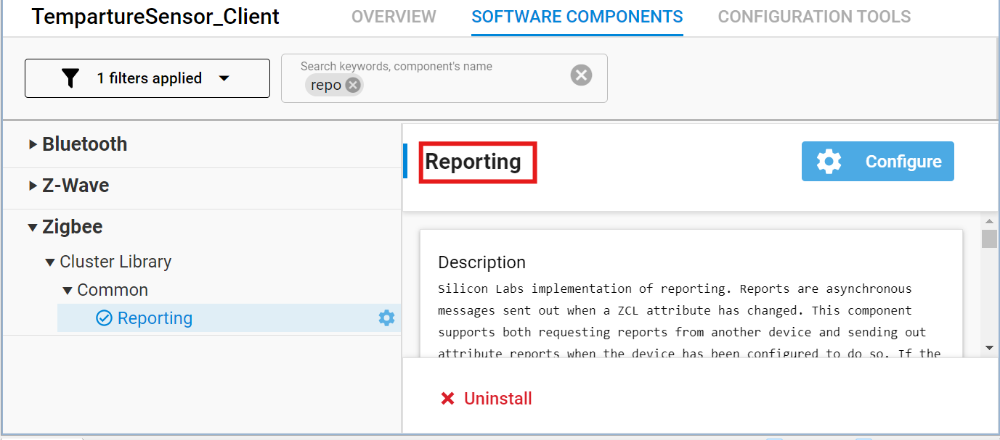 TempartureSensor_Client
OVERVIEW
SOFTWARE COMPONENTS
CONFIGURATION TOOLS
1 filters applied
Search keywords, component's name
repo
Bluetooth
Z-Wave
Zigbee
Cluster Library
Common
Reporting
Reporting
Configure
Description
Silicon Labs implementation of reporting. Reports are asynchronous
messages sent out when a ZCL attribute has changed. This component
supports both requesting reports from another device and sending out
attribute reports when the device has been configured to do so. If the
Uninstall